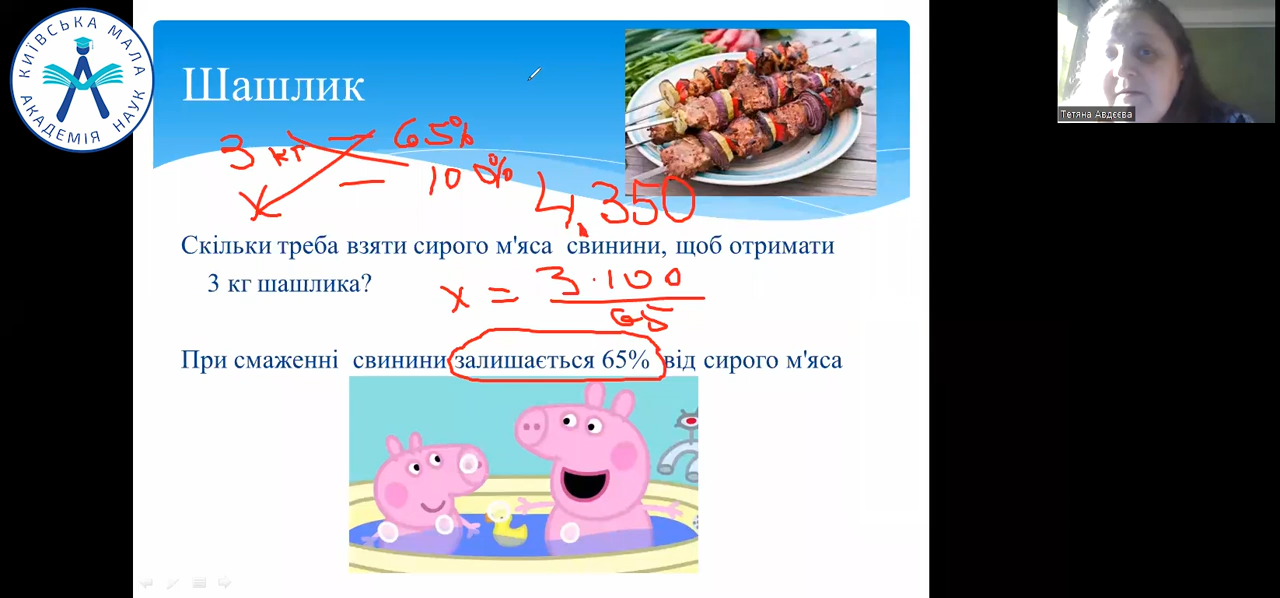 КИЇВСЬКА МАЛА АКАДЕМІЯ НАУК
Шашлик
3 кг — 65%
х — 100%
4,350
Скільки треба взяти сирого м'яса свинини, щоб отримати
3 кг шашлика?
х = 3·100
65
При смаженні свинини залишається 65% від сирого м'яса
Тетяна Авдєєва